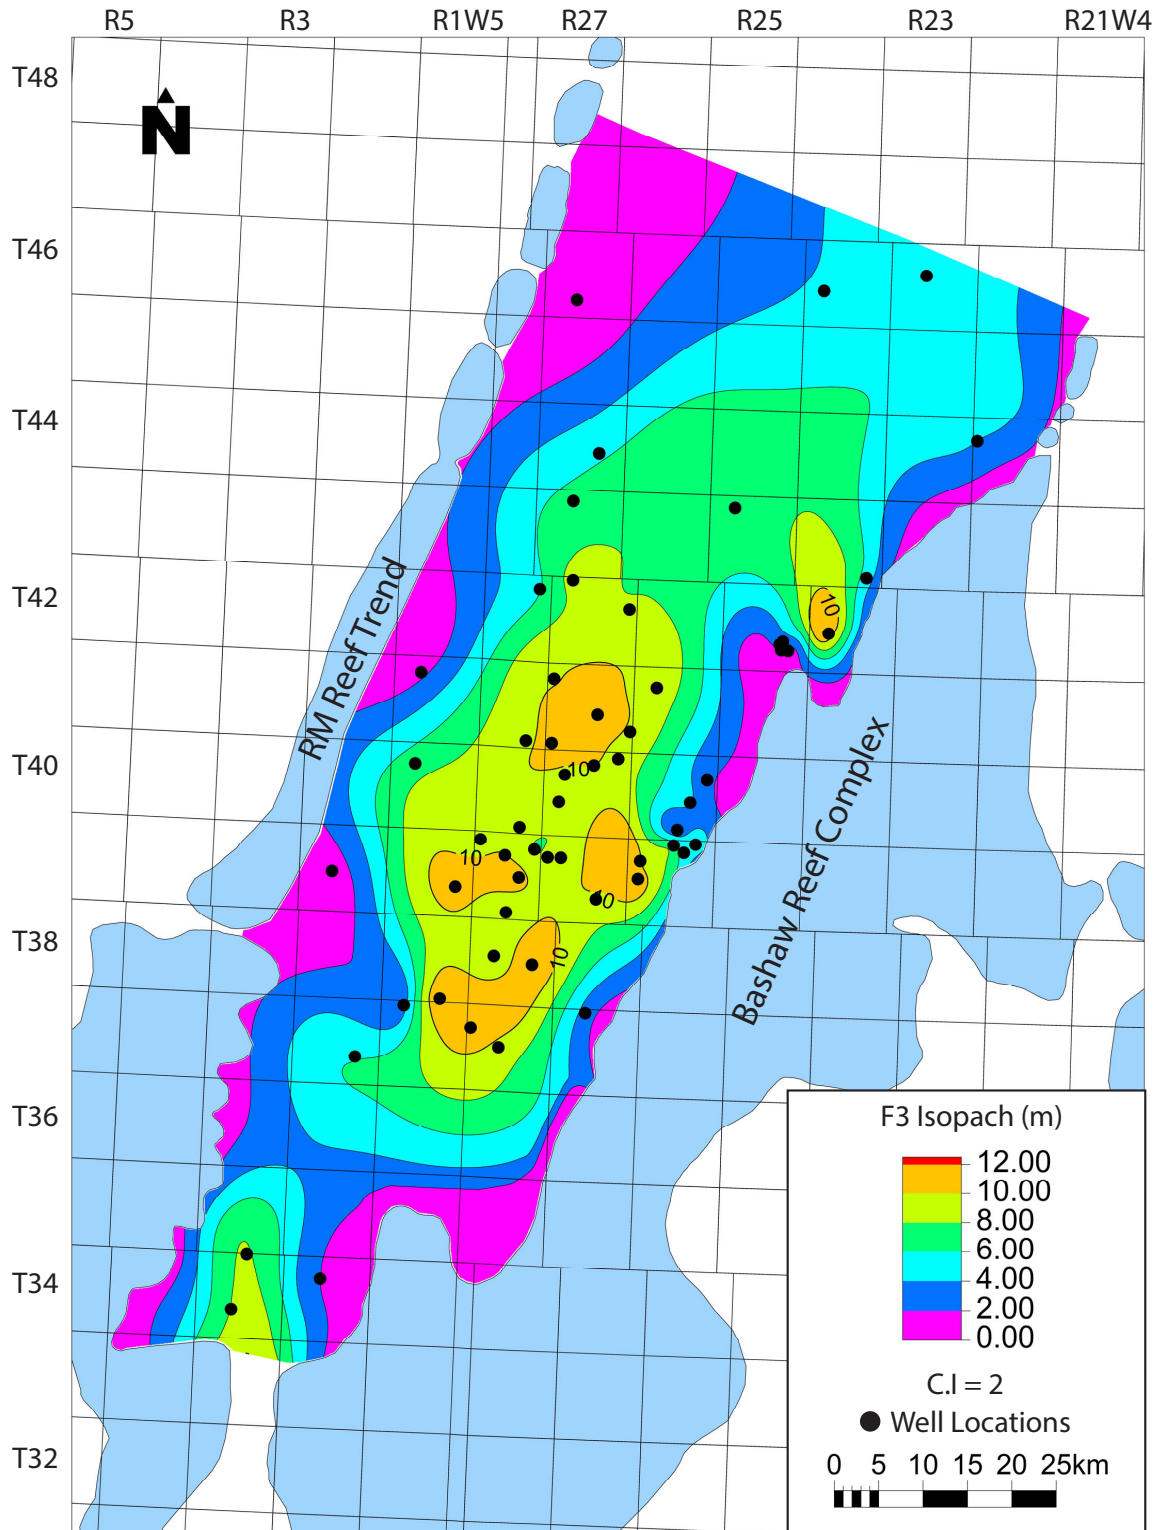 R5 R3 R1W5 R27 R25 R23 R21W4
T48
N
T46
T44
T42
10
RM Reef Trend
T40
10
10
10
Bashaw Reef Complex
T38
10
T36
T34
T32
F3 Isopach (m)
12.00
10.00
8.00
6.00
4.00
2.00
0.00
C.I = 2
Well Locations
0 5 10 15 20 25km